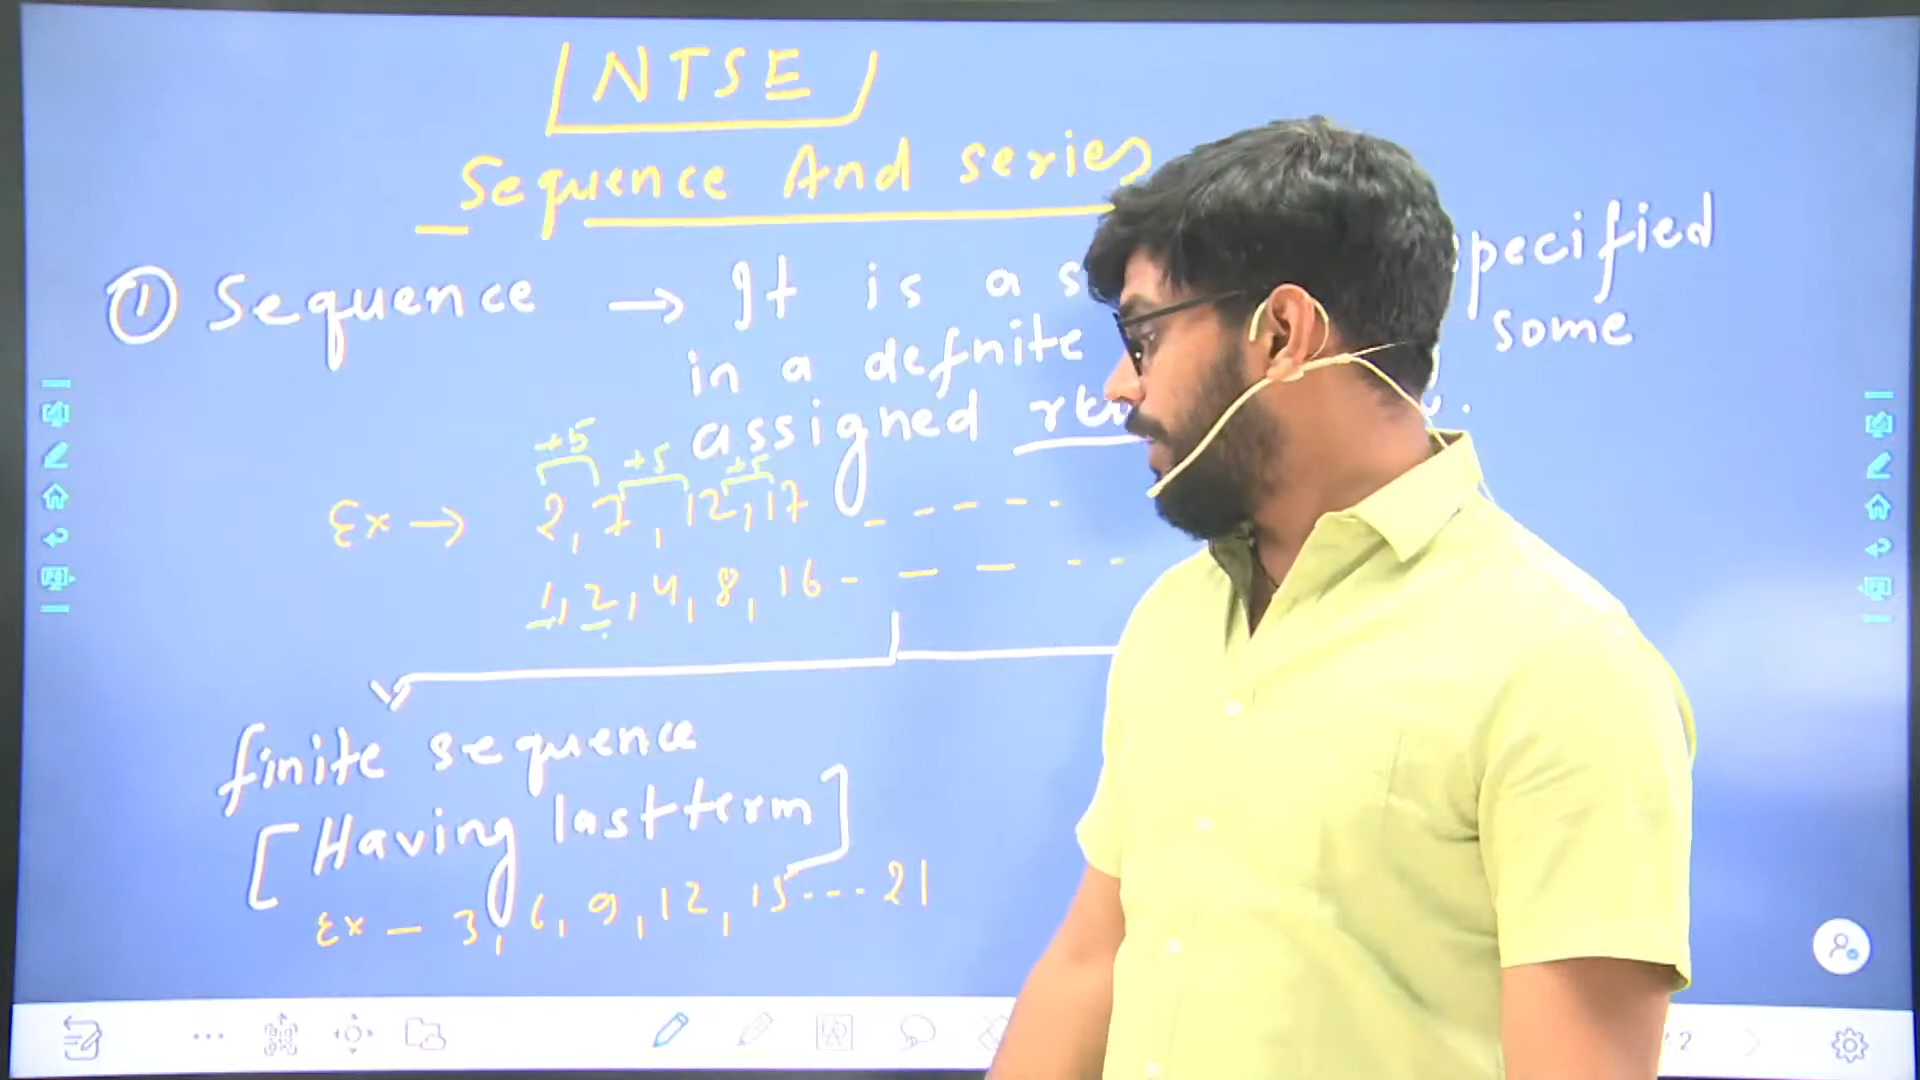 NTSE
Sequence And series
① Sequence → It is a specified
in a defnite some
assigned
+5 +5 +5
Ex → 2, 7, 12, 17 - - - - -
1, 2, 4, 8, 16 - - - - -
finite sequence
[Having last term]
Ex - 3, 6, 9, 12, 15 - - - 21